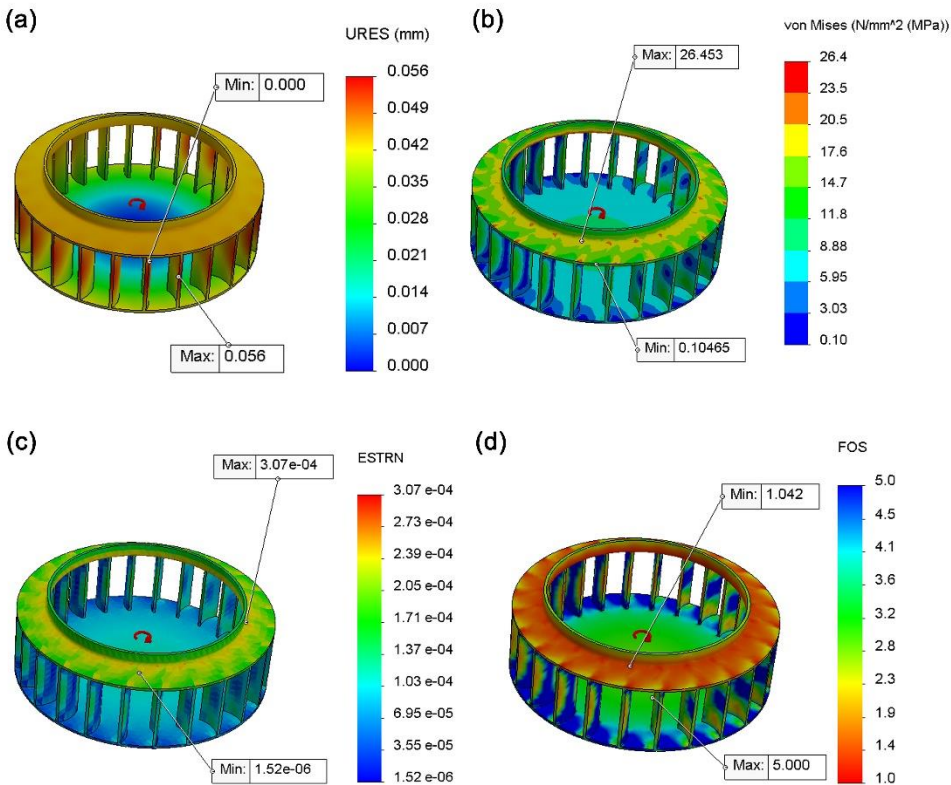 (a)
URES (mm)
Min: 0.000
0.056
0.049
0.042
0.035
0.028
0.020
0.014
0.007
0.000
Max: 0.056
(b)
von Mises (N/mm^2 (MPa))
Max: 26.453
26.4
23.5
20.5
17.6
14.7
11.8
8.88
5.95
3.03
0.10
Min: 0.10465
(c)
ESTRN
Max: 3.07e-04
3.07 e-04
2.73 e-04
2.39 e-04
2.05 e-04
1.71 e-04
1.37 e-04
1.03 e-04
6.95 e-05
3.55 e-05
1.52 e-06
Min: 1.52e-06
(d)
FOS
Min: 1.042
5.0
4.5
4.1
3.6
3.2
2.8
2.3
1.9
1.4
1.0
Max: 5.000